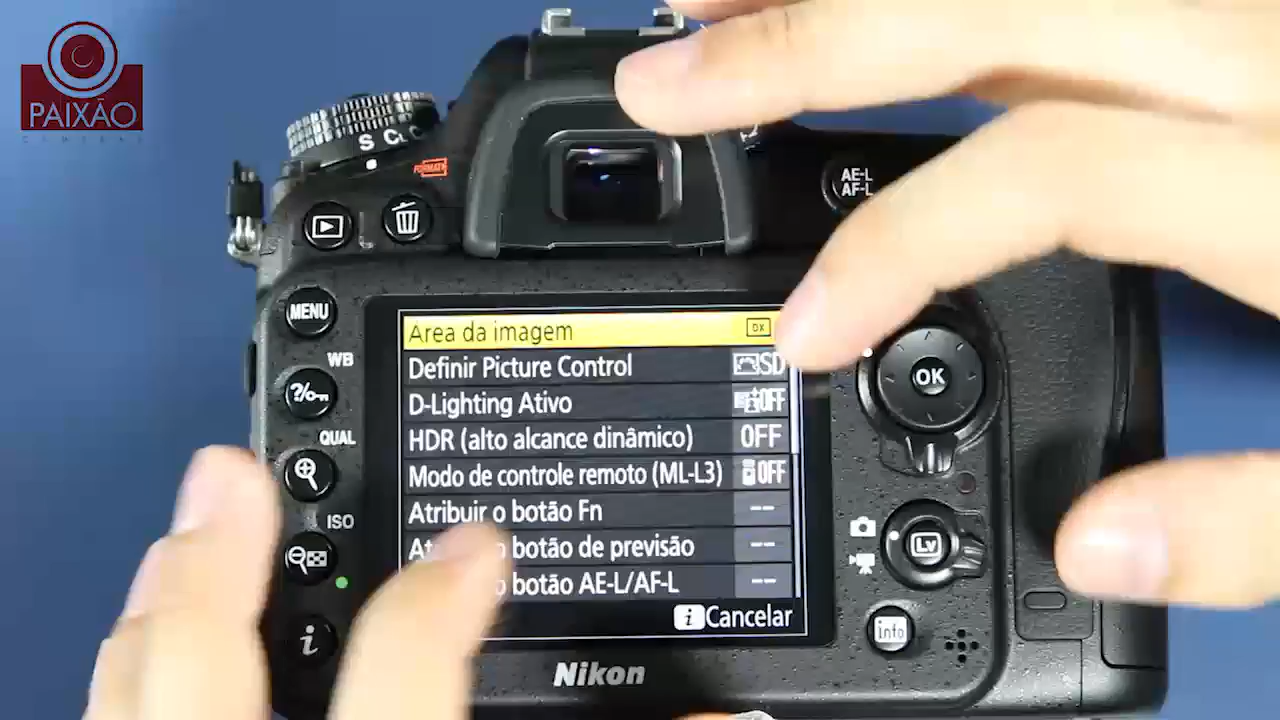 PAIXÃO
S CL
FORMAT
AE-L
AF-L
MENU
WB
?
QUAL
ISO
i
Area da imagem DX
Definir Picture Control SD
D-Lighting Ativo OFF
HDR (alto alcance dinâmico) OFF
Modo de controle remoto (ML-L3) OFF
Atribuir o botão Fn --
botão de previsão --
o botão AE-L/AF-L --
i Cancelar
OK
Lv
info
Nikon